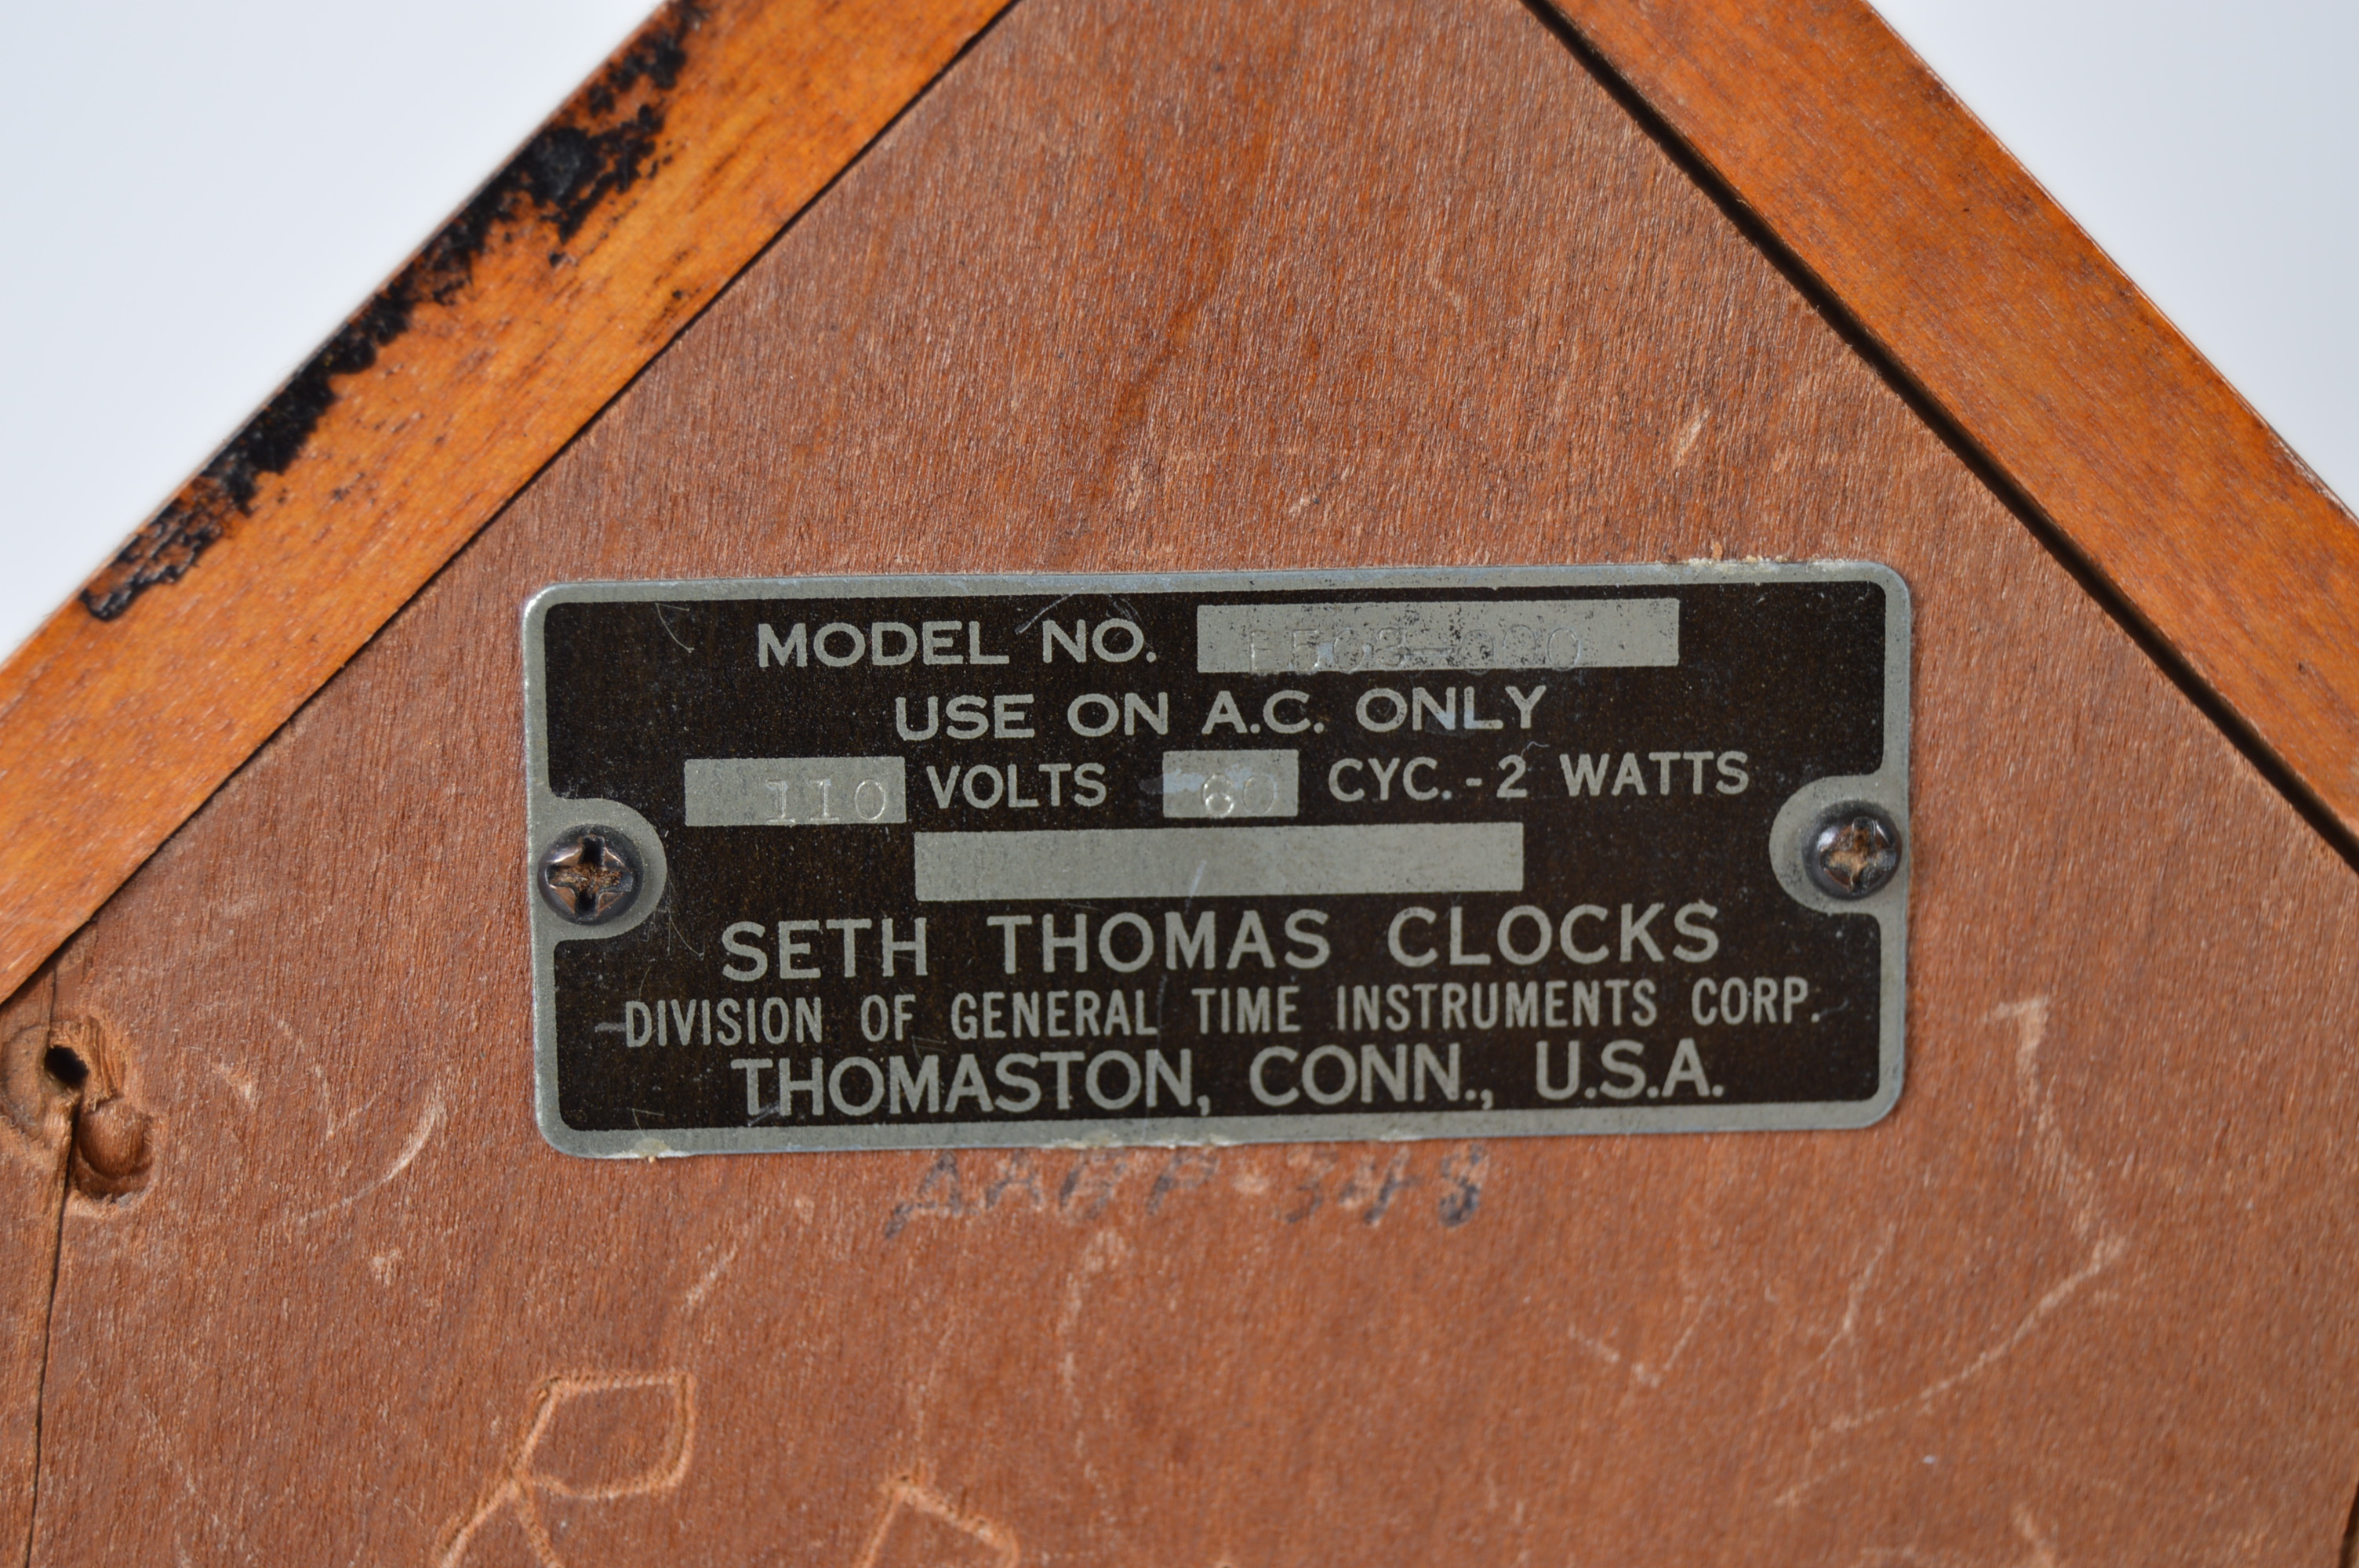 MODEL NO.
USE ON A.C. ONLY
110 VOLTS 60 CYC.-2 WATTS
SETH THOMAS CLOCKS
DIVISION OF GENERAL TIME INSTRUMENTS CORP.
THOMASTON, CONN., U.S.A.